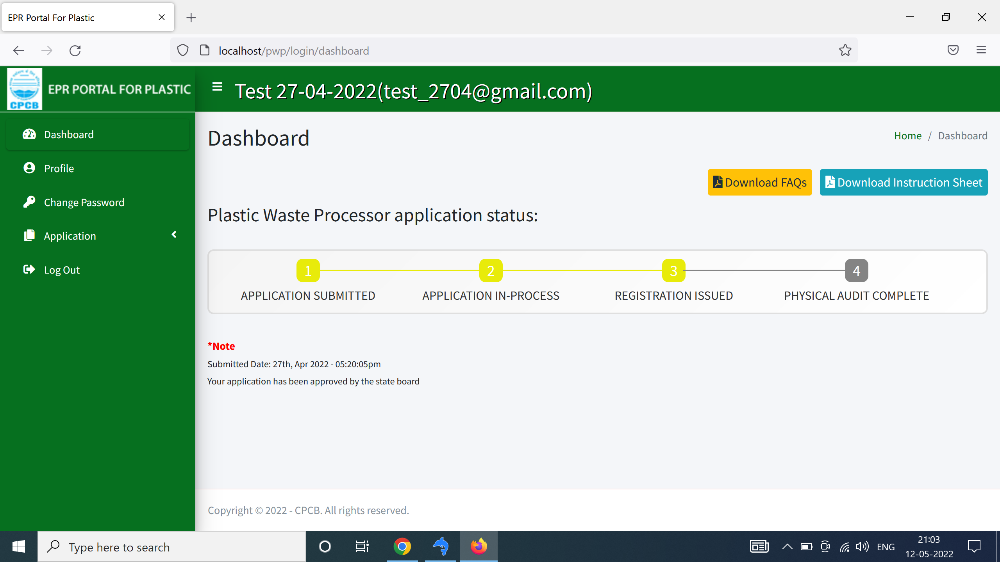 EPR Portal For Plastic
localhost/pwp/login/dashboard
CPCB
EPR PORTAL FOR PLASTIC
Test 27-04-2022(test_2704@gmail.com)
Dashboard
Profile
Change Password
Application
Log Out
Dashboard
Home / Dashboard
Download FAQs
Download Instruction Sheet
Plastic Waste Processor application status:
1
2
3
4
APPLICATION SUBMITTED
APPLICATION IN-PROCESS
REGISTRATION ISSUED
PHYSICAL AUDIT COMPLETE
*Note
Submitted Date: 27th, Apr 2022 - 05:20:05pm
Your application has been approved by the state board
Copyright © 2022 - CPCB. All rights reserved.
Type here to search
ENG
21:03
12-05-2022